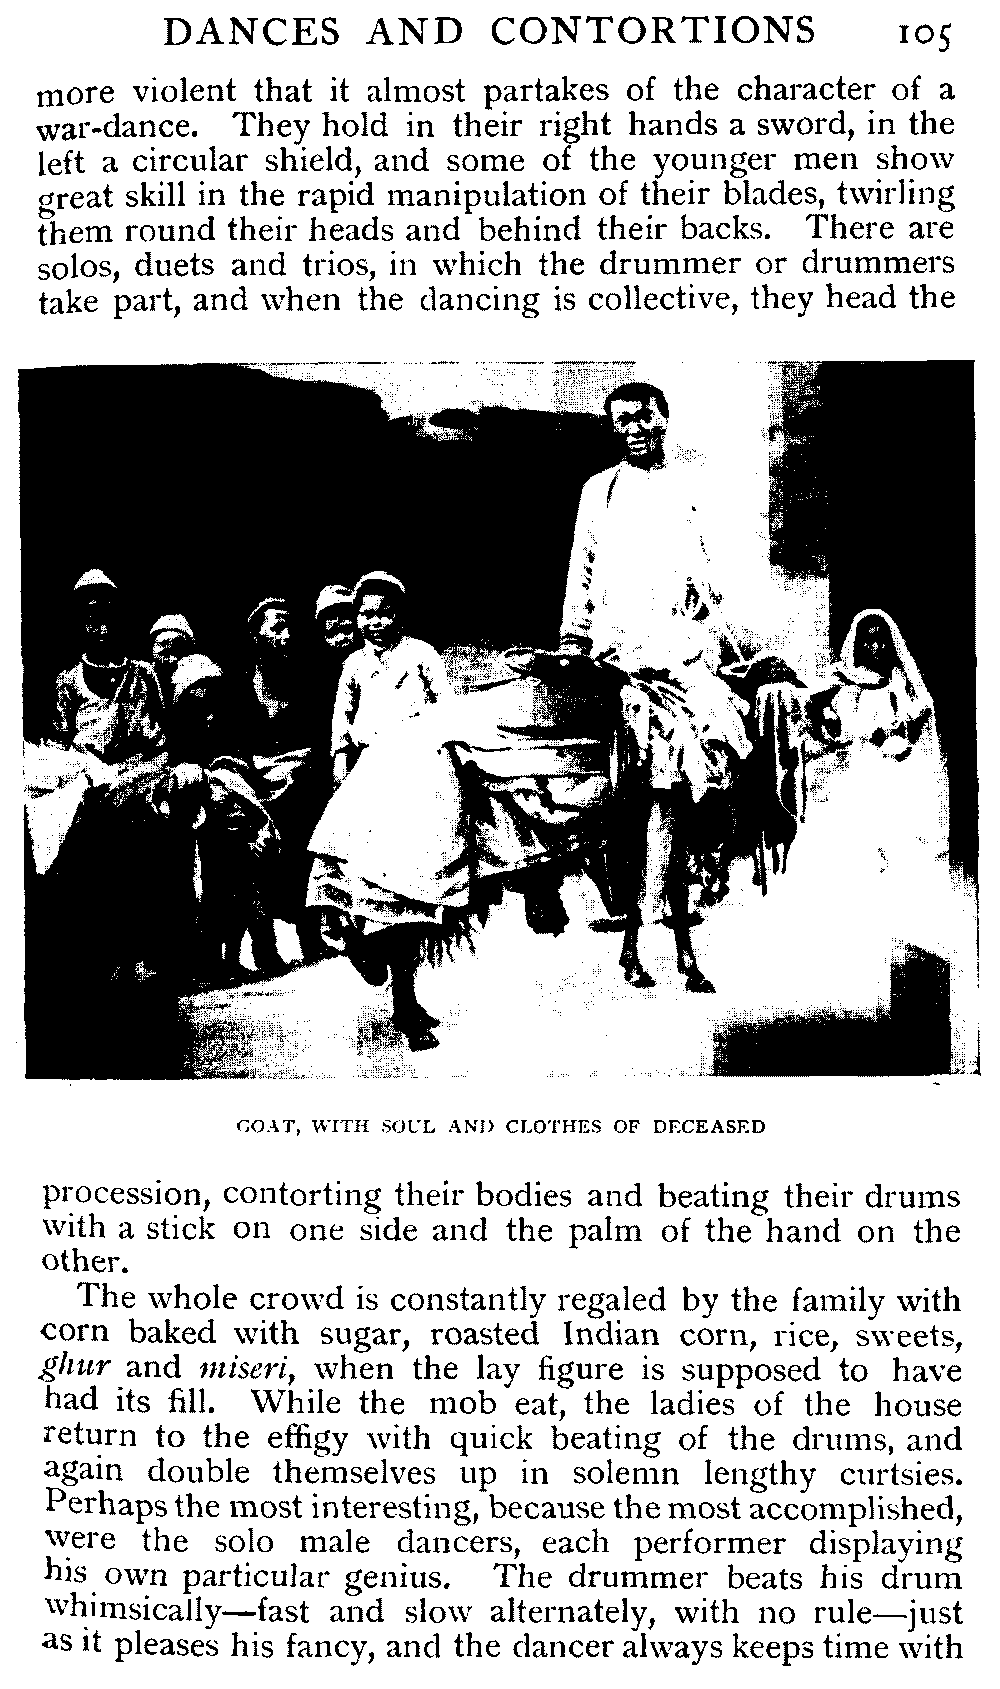 DANCES AND CONTORTIONS 105
more violent that it almost partakes of the character of a
war-dance. They hold in their right hands a sword, in the
left a circular shield, and some of the younger men show
great skill in the rapid manipulation of their blades, twirling
them round their heads and behind their backs. There are
solos, duets and trios, in which the drummer or drummers
take part, and when the dancing is collective, they head the
GOAT, WITH SOUL AND CLOTHES OF DECEASED
procession, contorting their bodies and beating their drums
with a stick on one side and the palm of the hand on the
other.
The whole crowd is constantly regaled by the family with
corn baked with sugar, roasted Indian corn, rice, sweets,
ghur and miseri, when the lay figure is supposed to have
had its fill. While the mob eat, the ladies of the house
return to the effigy with quick beating of the drums, and
again double themselves up in solemn lengthy curtsies.
Perhaps the most interesting, because the most accomplished,
were the solo male dancers, each performer displaying
his own particular genius. The drummer beats his drum
whimsically—fast and slow alternately, with no rule—just
as it pleases his fancy, and the dancer always keeps time with